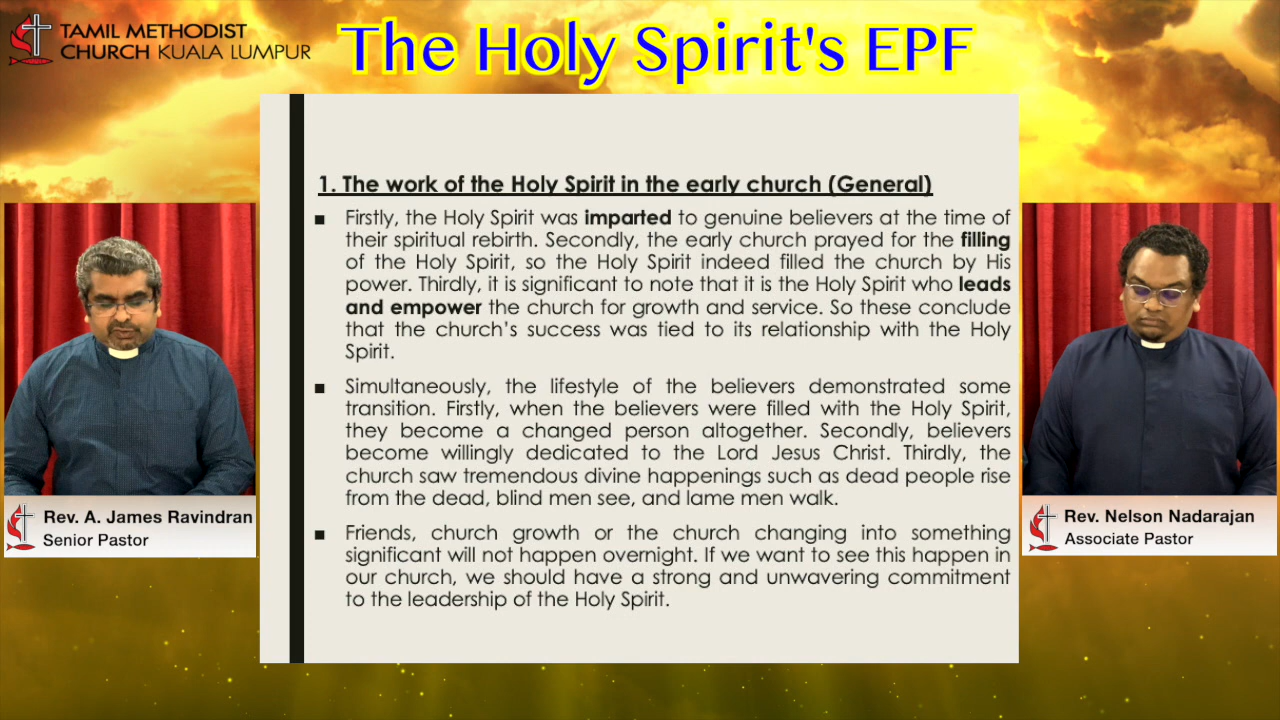 TAMIL METHODIST
CHURCH KUALA LUMPUR
The Holy Spirit's EPF
1. The work of the Holy Spirit in the early church (General)
■ Firstly, the Holy Spirit was imparted to genuine believers at the time of
their spiritual rebirth. Secondly, the early church prayed for the filling
of the Holy Spirit, so the Holy Spirit indeed filled the church by His
power. Thirdly, it is significant to note that it is the Holy Spirit who leads
and empower the church for growth and service. So these conclude
that the church's success was tied to its relationship with the Holy
Spirit.
■ Simultaneously, the lifestyle of the believers demonstrated some
transition. Firstly, when the believers were filled with the Holy Spirit,
they become a changed person altogether. Secondly, believers
become willingly dedicated to the Lord Jesus Christ. Thirdly, the
church saw tremendous divine happenings such as dead people rise
from the dead, blind men see, and lame men walk.
■ Friends, church growth or the church changing into something
significant will not happen overnight. If we want to see this happen in
our church, we should have a strong and unwavering commitment
to the leadership of the Holy Spirit.
Rev. A. James Ravindran
Senior Pastor
Rev. Nelson Nadarajan
Associate Pastor